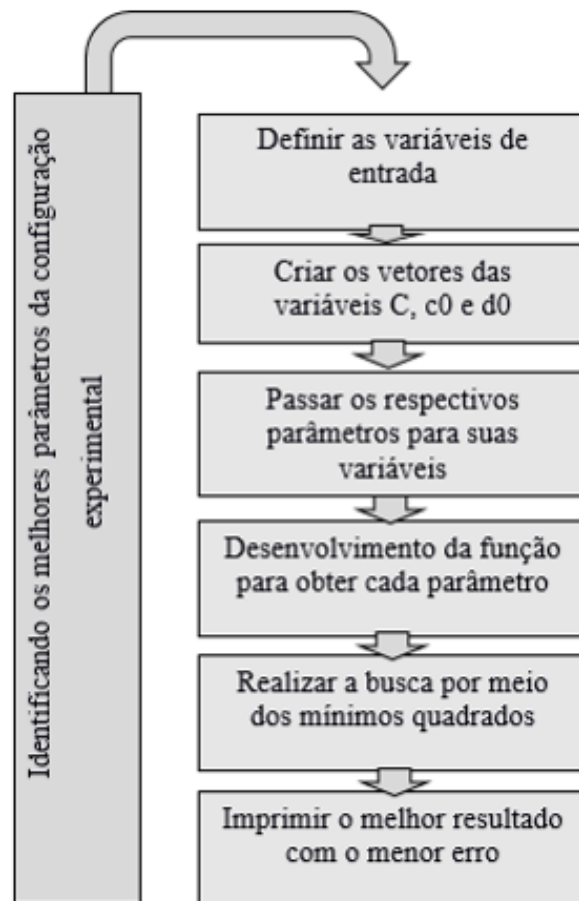 Identificando os melhores parâmetros da configuração
experimental
Definir as variáveis de
entrada
Criar os vetores das
variáveis C, c0 e d0
Passar os respectivos
parâmetros para suas
variáveis
Desenvolvimento da função
para obter cada parâmetro
Realizar a busca por meio
dos mínimos quadrados
Imprimir o melhor resultado
com o menor erro